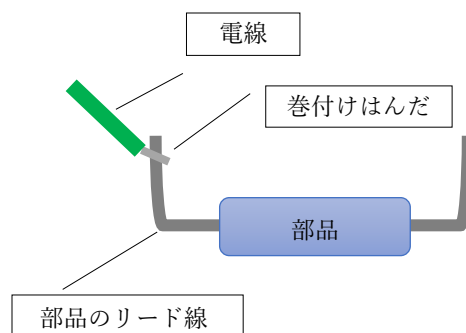 電線
巻付けはんだ
部品
部品のリード線